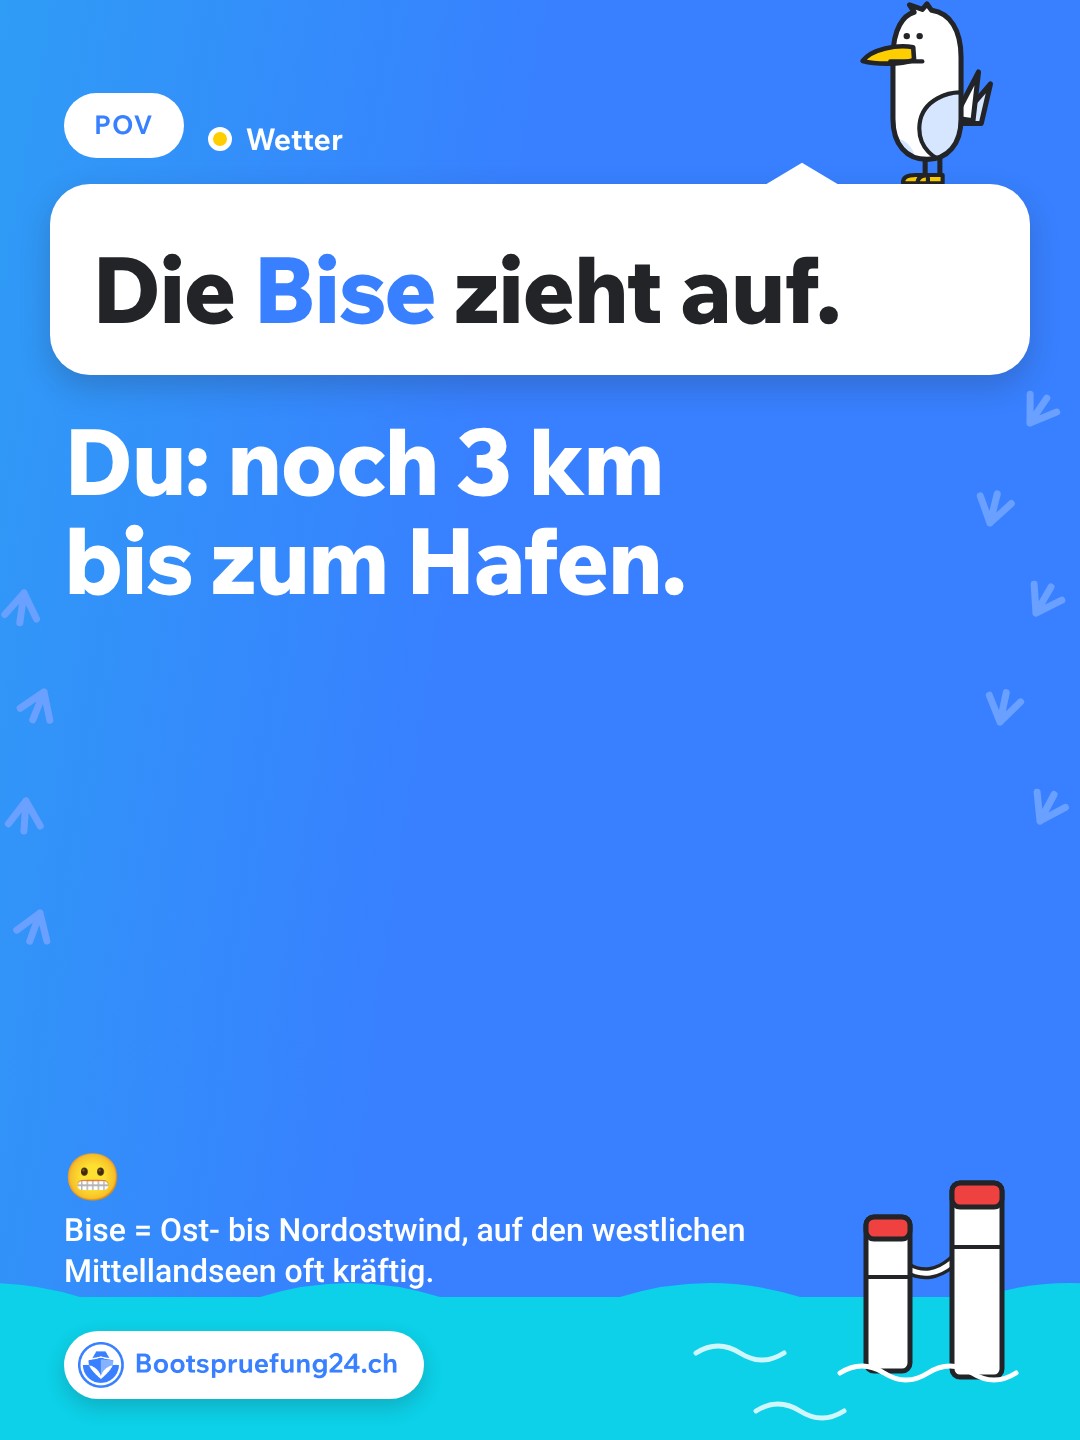 POV
Wetter
Die Bise zieht auf.
Du: noch 3 km
bis zum Hafen.
Bise = Ost- bis Nordostwind, auf den westlichen
Mittellandseen oft kräftig.
Bootspruefung24.ch